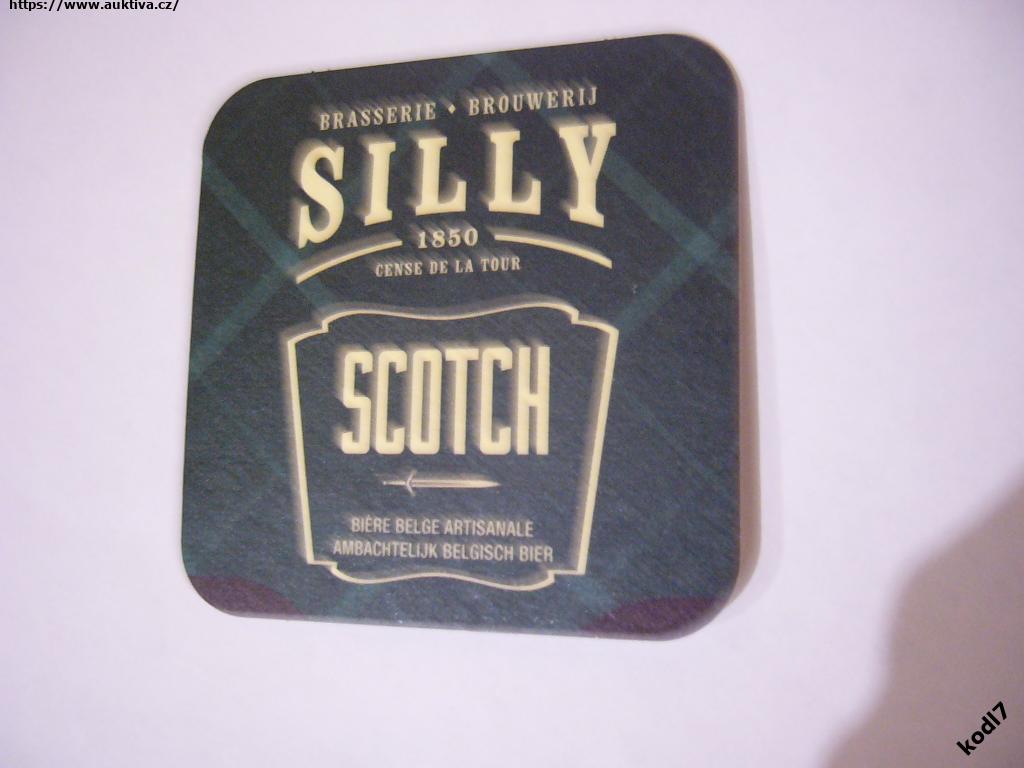 https://www.auktiva.cz/
BRASSERIE • BROUWERIJ
SILLY
1850
CENSE DE LA TOUR
SCOTCH
BIÈRE BELGE ARTISANALE
AMBACHTELIJK BELGISCH BIER
kodl7